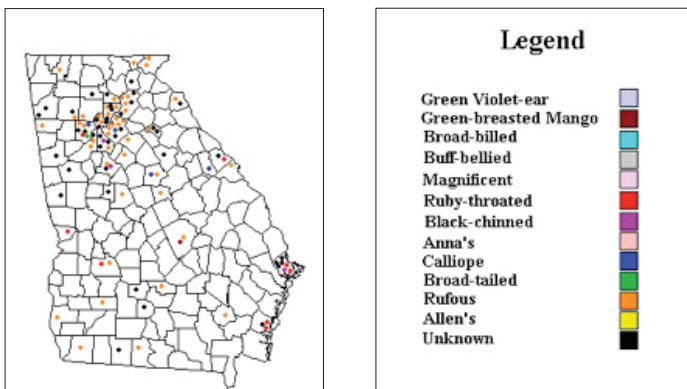 Legend
Green Violet-ear
Green-breasted Mango
Broad-billed
Buff-bellied
Magnificent
Ruby-throated
Black-chinned
Anna's
Calliope
Broad-tailed
Rufous
Allen's
Unknown